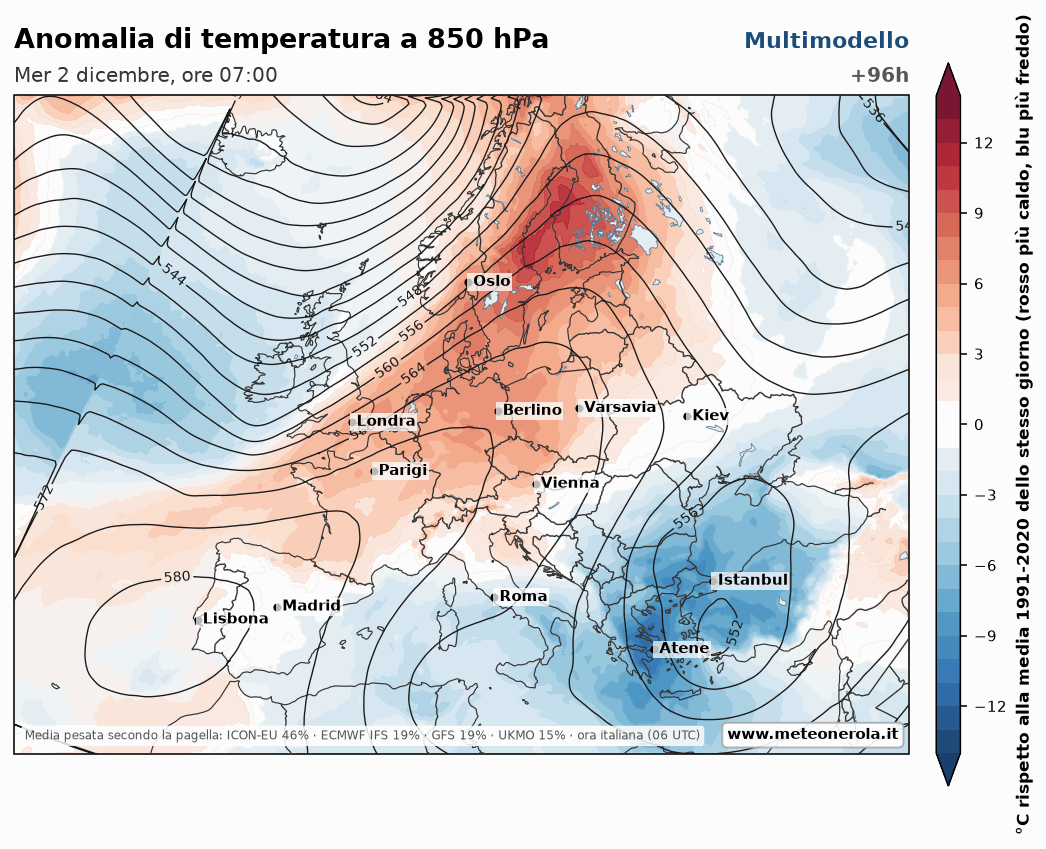 Anomalia di temperatura a 850 hPa
Multimodello
Mer 2 dicembre, ore 07:00
+96h
536
54
544
548
552
556
560
564
572
580
556
552
Oslo
Londra
Berlino
Varsavia
Kiev
Parigi
Vienna
Istanbul
Roma
Madrid
Lisbona
Atene
Media pesata secondo la pagella: ICON-EU 46% · ECMWF IFS 19% · GFS 19% · UKMO 15% · ora italiana (06 UTC)
www.meteonerola.it
12
9
6
3
0
−3
−6
−9
−12
°C rispetto alla media 1991-2020 dello stesso giorno (rosso più caldo, blu più freddo)